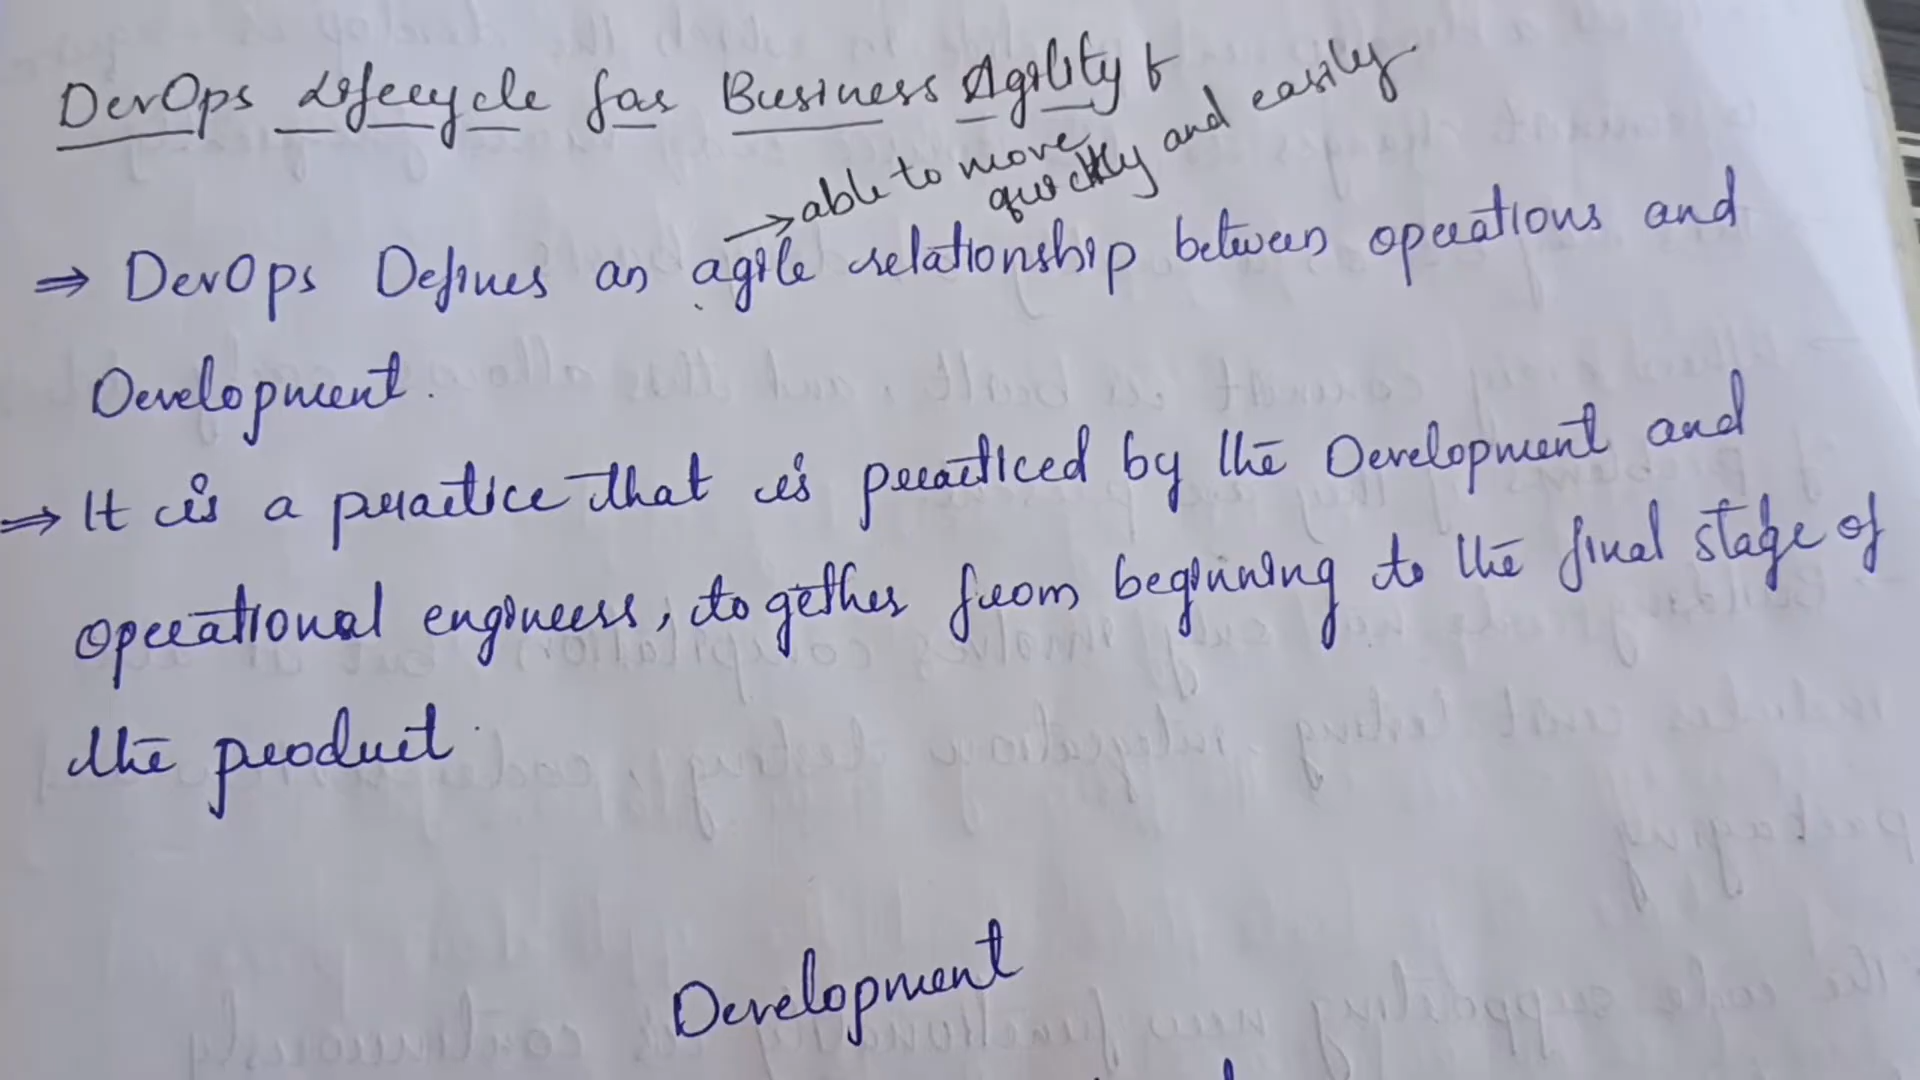 DevOps Lifecycle for Business Agility
→ able to move quickly and easily
⇒ DevOps Defines an agile relationship between operations and
Development.
⇒ It is a practice that is practiced by the Development and
operational engineers, together from beginning to the final stage of
the product.
Development